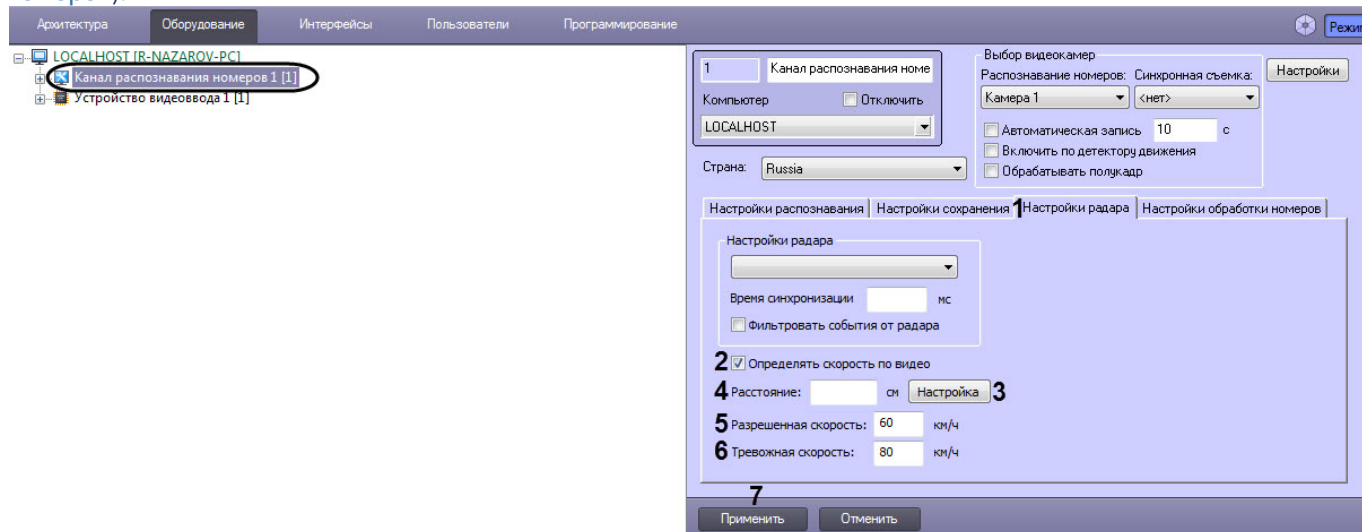 Архитектура Оборудование Интерфейсы Пользователи Программирование
LOCALHOST [R-NAZAROV-PC]
Канал распознавания номеров 1 [1]
Устройство видеоввода 1 [1]
1 Канал распознавания номе
Компьютер Отключить
LOCALHOST
Страна: Russia
Выбор видеокамер
Распознавание номеров: Синхронная съемка:
Камера 1 <нет>
Настройки
Автоматическая запись 10 с
Включить по детектору движения
Обрабатывать полукадр
Настройки распознавания Настройки сохранения 1 Настройки радара Настройки обработки номеров
Настройки радара
Время синхронизации мс
Фильтровать события от радара
2 Определять скорость по видео
4 Расстояние: см Настройка 3
5 Разрешенная скорость: 60 км/ч
6 Тревожная скорость: 80 км/ч
7
Применить Отменить